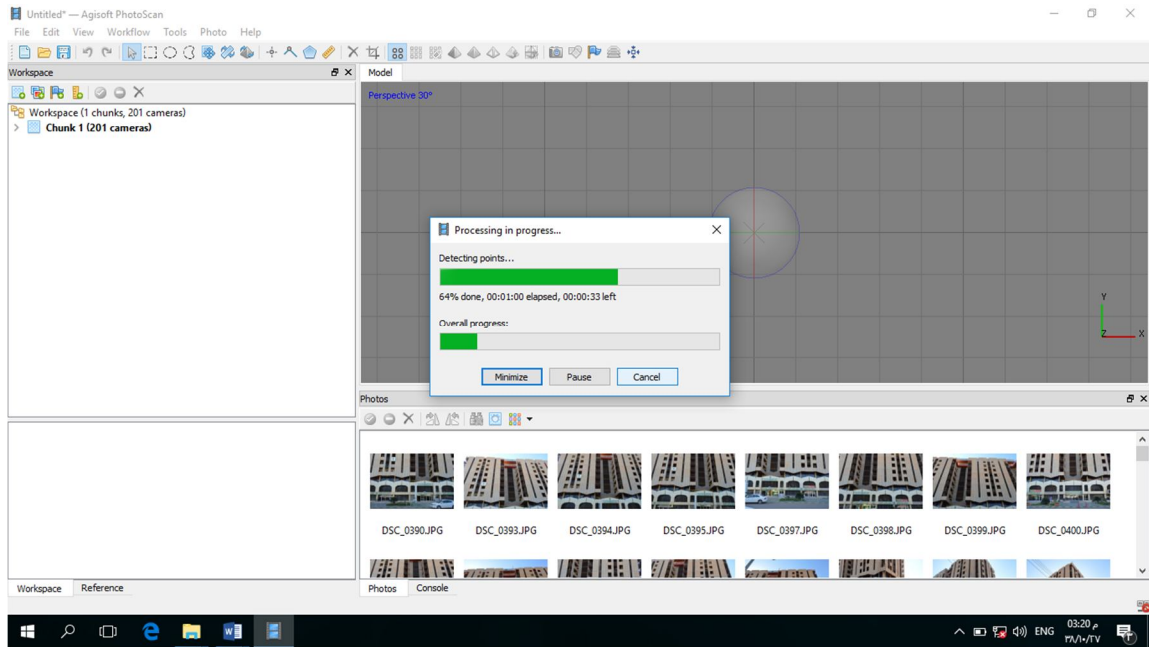 Untitled* — Agisoft PhotoScan
File Edit View Workflow Tools Photo Help
Workspace
Model
Workspace (1 chunks, 201 cameras)
Chunk 1 (201 cameras)
Perspective 30°
Processing in progress...
Detecting points...
64% done, 00:01:00 elapsed, 00:00:33 left
Overall progress:
Minimize Pause Cancel
Y
Z X
Photos
DSC_0390.JPG DSC_0393.JPG DSC_0394.JPG DSC_0395.JPG DSC_0397.JPG DSC_0398.JPG DSC_0399.JPG DSC_0400.JPG
Workspace Reference
Photos Console
ENG
03:20 م
٣٨/١٠/٢٧